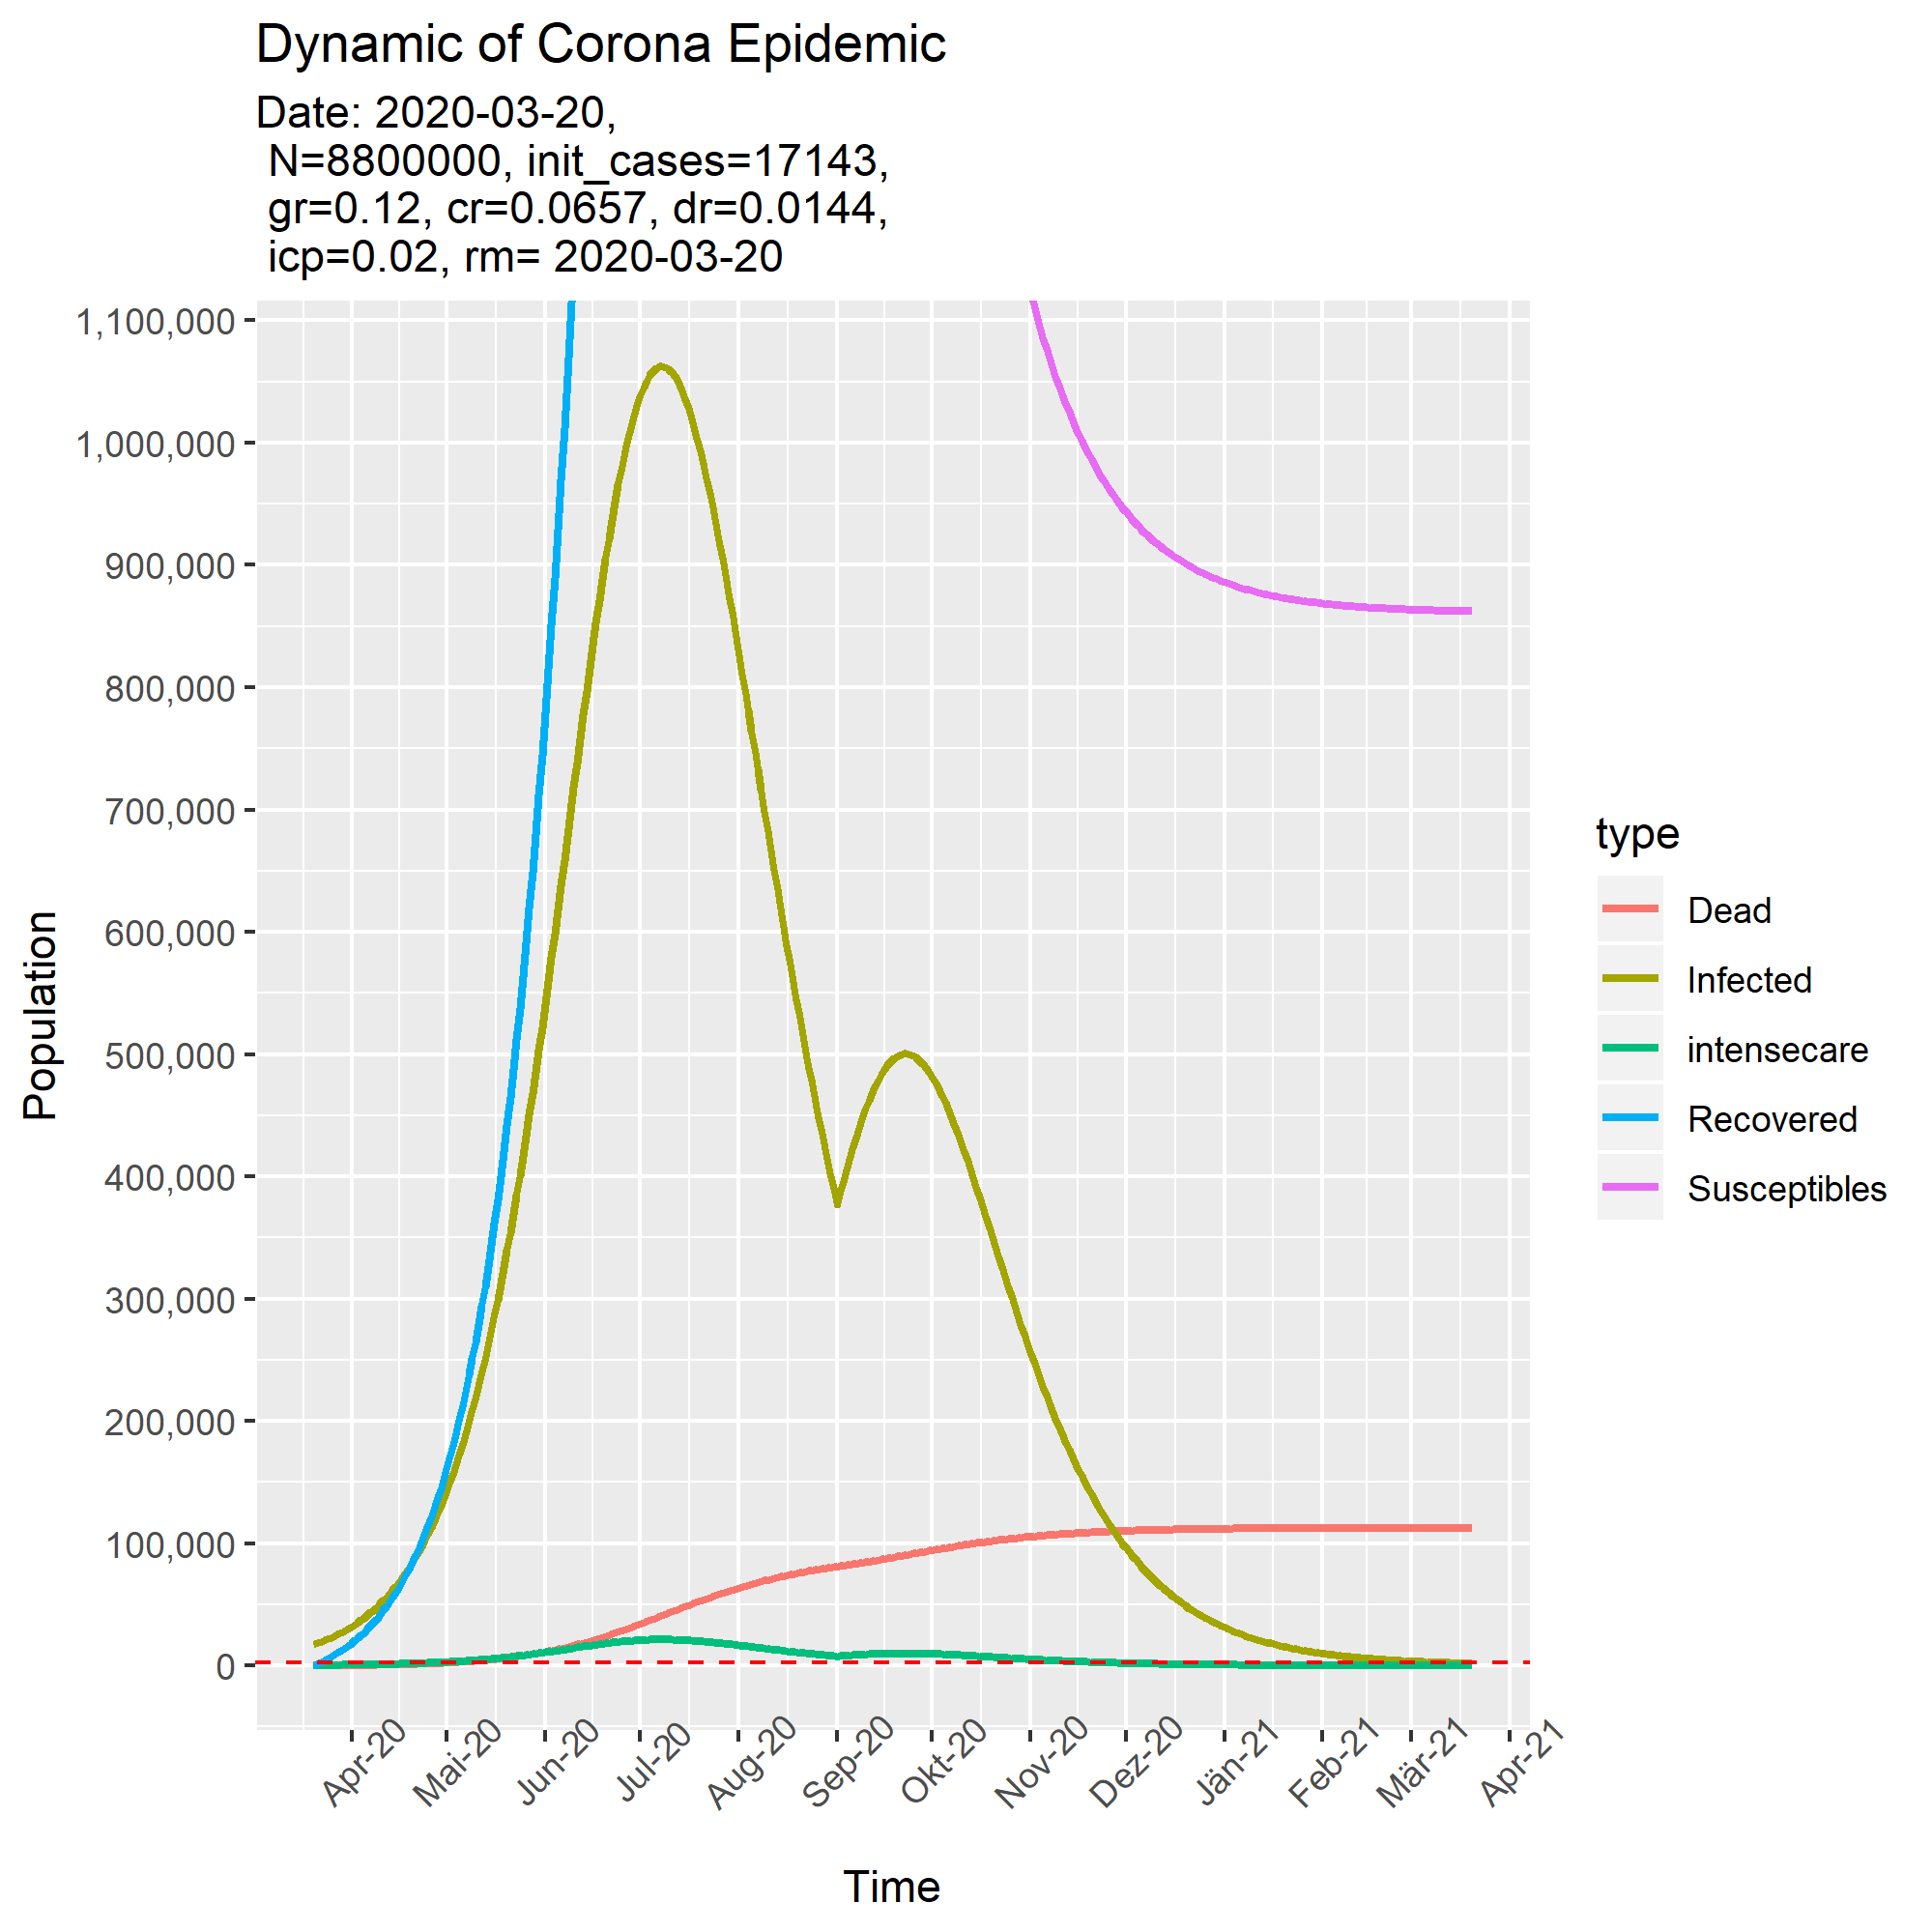 Dynamic of Corona Epidemic
Date: 2020-03-20,
N=8800000, init_cases=17143,
gr=0.12, cr=0.0657, dr=0.0144,
icp=0.02, rm= 2020-03-20
1,100,000
1,000,000
900,000
800,000
700,000
600,000
500,000
400,000
300,000
200,000
100,000
0
Population
Apr-20
Mai-20
Jun-20
Jul-20
Aug-20
Sep-20
Okt-20
Nov-20
Dez-20
Jän-21
Feb-21
Mär-21
Apr-21
Time
type
Dead
Infected
intensecare
Recovered
Susceptibles